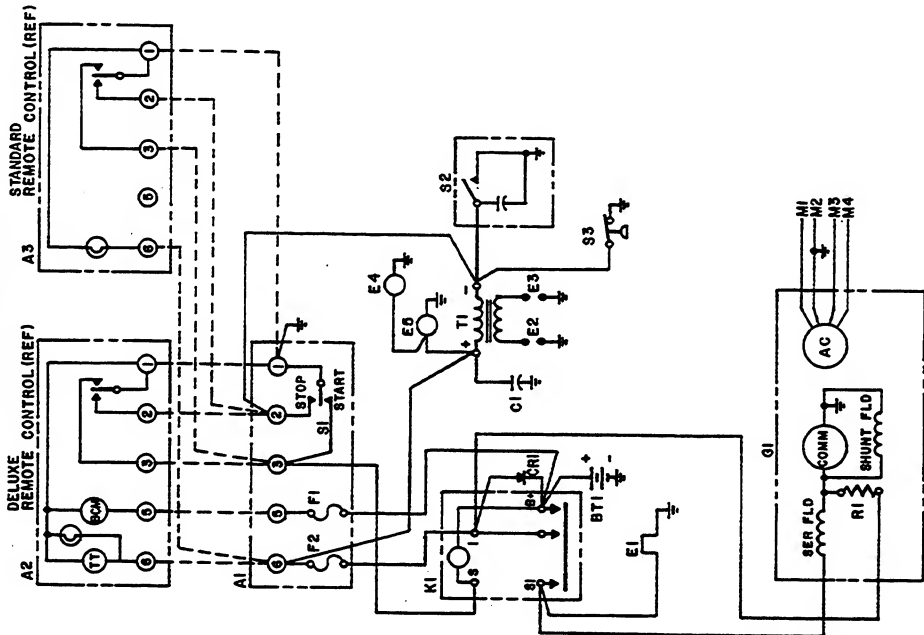 DELUXE
REMOTE CONTROL (REF)
STANDARD
REMOTE CONTROL (REF)
A2
TT
BCM
6
5
3
2
1
A3
6
5
3
2
1
A1
6
5
3
2
1
F2
F1
S1
STOP
START
K1
S
I
B+
S1
CR1
BT1
+
-
E1
C1
+
T1
-
E4
E5
E2
E3
S2
S3
G1
SER FLD
R1
COMM
SHUNT FLD
AC
M1
M2
M3
M4